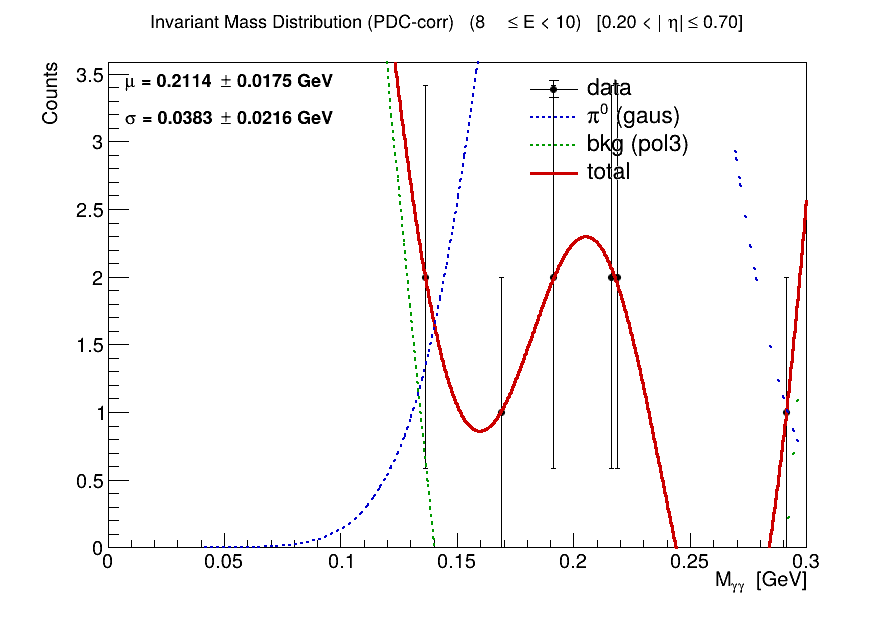 Invariant Mass Distribution (PDC-corr) (8 ≤ E < 10) [0.20 < | η| ≤ 0.70]
μ = 0.2114 ± 0.0175 GeV
σ = 0.0383 ± 0.0216 GeV
data
π⁰ (gaus)
bkg (pol3)
total
Counts
3.5
3
2.5
2
1.5
1
0.5
0
0 0.05 0.1 0.15 0.2 0.25 0.3
Mγγ [GeV]